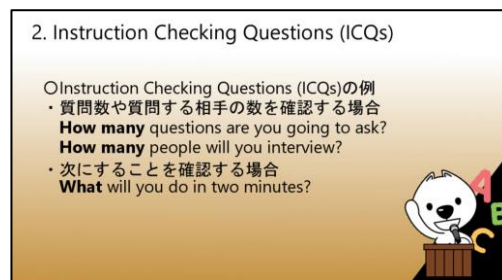 2. Instruction Checking Questions (ICQs)
〇Instruction Checking Questions (ICQs)の例
・質問数や質問する相手の数を確認する場合
How many questions are you going to ask?
How many people will you interview?
・次にすることを確認する場合
What will you do in two minutes?
A
B
C